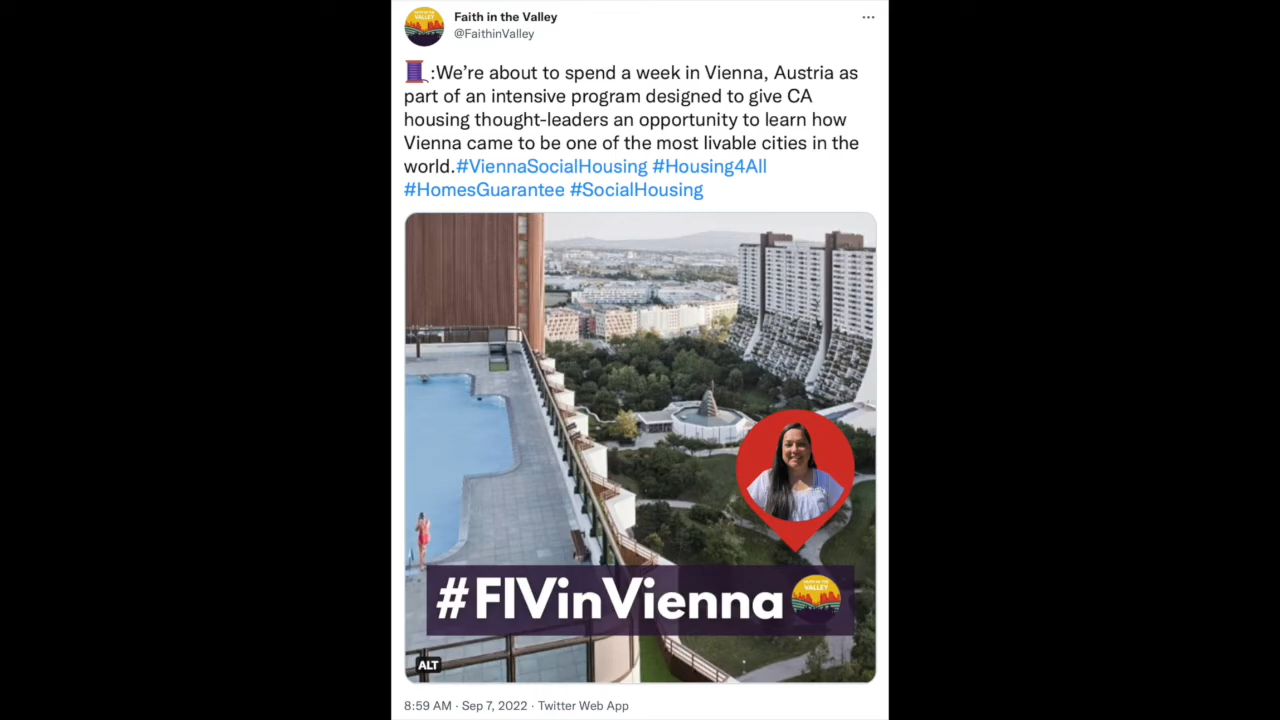 Faith in the Valley
@FaithinValley
🧵:We're about to spend a week in Vienna, Austria as
part of an intensive program designed to give CA
housing thought-leaders an opportunity to learn how
Vienna came to be one of the most livable cities in the
world.#ViennaSocialHousing #Housing4All
#HomesGuarantee #SocialHousing
#FIVinVienna
VALLEY
ALT
8:59 AM · Sep 7, 2022 · Twitter Web App